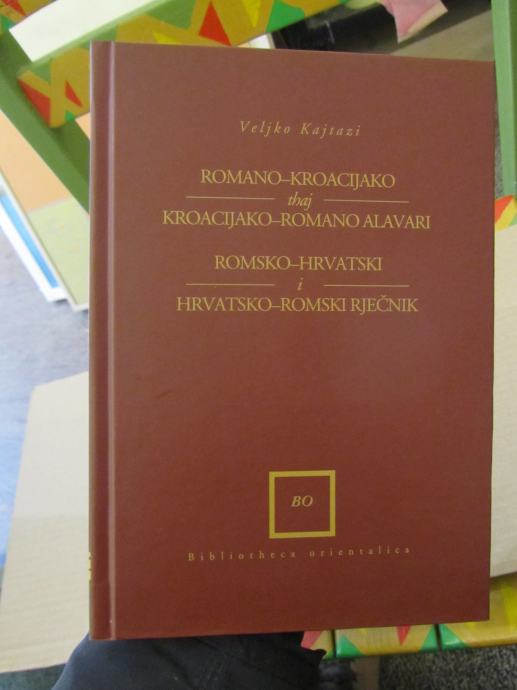 Veljko Kajtazi
ROMANO–KROACIJAKO
thaj
KROACIJAKO–ROMANO ALAVARI
ROMSKO–HRVATSKI
i
HRVATSKO–ROMSKI RJEČNIK
BO
Bibliotheca orientalica